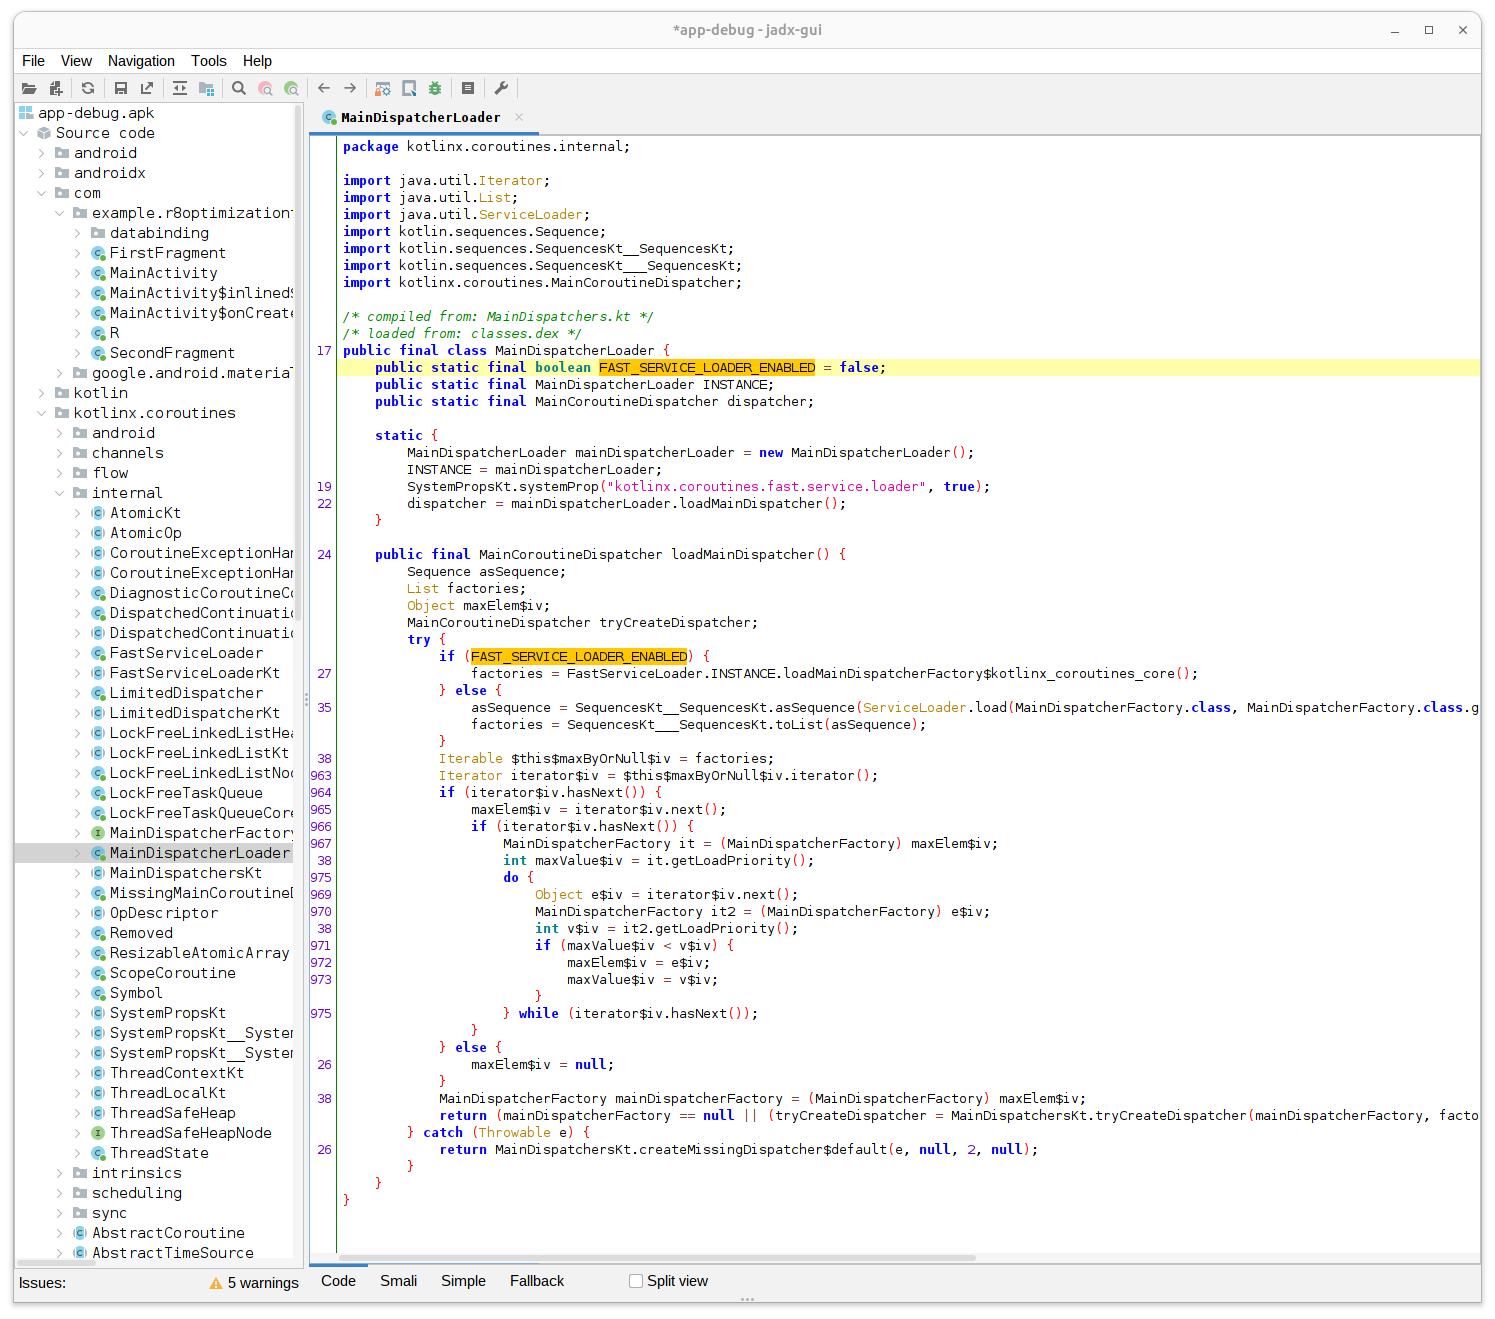 *app-debug - jadx-gui
File View Navigation Tools Help
app-debug.apk
Source code
android
androidx
com
example.r8optimization
databinding
FirstFragment
MainActivity
MainActivity$inlined
MainActivity$onCreate
R
SecondFragment
google.android.material
kotlin
kotlinx.coroutines
android
channels
flow
internal
AtomicKt
AtomicOp
CoroutineExceptionHan
CoroutineExceptionHan
DiagnosticCoroutineCo
DispatchedContinuatio
DispatchedContinuatio
FastServiceLoader
FastServiceLoaderKt
LimitedDispatcher
LimitedDispatcherKt
LockFreeLinkedListHea
LockFreeLinkedListKt
LockFreeLinkedListNod
LockFreeTaskQueue
LockFreeTaskQueueCore
MainDispatcherFactory
MainDispatcherLoader
MainDispatchersKt
MissingMainCoroutineD
OpDescriptor
Removed
ResizableAtomicArray
ScopeCoroutine
Symbol
SystemPropsKt
SystemPropsKt__System
SystemPropsKt__System
ThreadContextKt
ThreadLocalKt
ThreadSafeHeap
ThreadSafeHeapNode
ThreadState
intrinsics
scheduling
sync
AbstractCoroutine
AbstractTimeSource
Issues: 5 warnings
MainDispatcherLoader
package kotlinx.coroutines.internal;
import java.util.Iterator;
import java.util.List;
import java.util.ServiceLoader;
import kotlin.sequences.Sequence;
import kotlin.sequences.SequencesKt__SequencesKt;
import kotlin.sequences.SequencesKt___SequencesKt;
import kotlinx.coroutines.MainCoroutineDispatcher;
/* compiled from: MainDispatchers.kt */
/* loaded from: classes.dex */
17 public final class MainDispatcherLoader {
public static final boolean FAST_SERVICE_LOADER_ENABLED = false;
public static final MainDispatcherLoader INSTANCE;
public static final MainCoroutineDispatcher dispatcher;
static {
MainDispatcherLoader mainDispatcherLoader = new MainDispatcherLoader();
INSTANCE = mainDispatcherLoader;
19 SystemPropsKt.systemProp("kotlinx.coroutines.fast.service.loader", true);
22 dispatcher = mainDispatcherLoader.loadMainDispatcher();
}
24 public final MainCoroutineDispatcher loadMainDispatcher() {
Sequence asSequence;
List factories;
Object maxElem$iv;
MainCoroutineDispatcher tryCreateDispatcher;
try {
if (FAST_SERVICE_LOADER_ENABLED) {
27 factories = FastServiceLoader.INSTANCE.loadMainDispatcherFactory$kotlinx_coroutines_core();
} else {
35 asSequence = SequencesKt__SequencesKt.asSequence(ServiceLoader.load(MainDispatcherFactory.class, MainDispatcherFactory.class.g
factories = SequencesKt___SequencesKt.toList(asSequence);
}
38 Iterable $this$maxByOrNull$iv = factories;
963 Iterator iterator$iv = $this$maxByOrNull$iv.iterator();
964 if (iterator$iv.hasNext()) {
965 maxElem$iv = iterator$iv.next();
966 if (iterator$iv.hasNext()) {
967 MainDispatcherFactory it = (MainDispatcherFactory) maxElem$iv;
38 int maxValue$iv = it.getLoadPriority();
975 do {
969 Object e$iv = iterator$iv.next();
970 MainDispatcherFactory it2 = (MainDispatcherFactory) e$iv;
38 int v$iv = it2.getLoadPriority();
971 if (maxValue$iv < v$iv) {
972 maxElem$iv = e$iv;
973 maxValue$iv = v$iv;
}
975 } while (iterator$iv.hasNext());
}
} else {
26 maxElem$iv = null;
}
38 MainDispatcherFactory mainDispatcherFactory = (MainDispatcherFactory) maxElem$iv;
return (mainDispatcherFactory == null || (tryCreateDispatcher = MainDispatchersKt.tryCreateDispatcher(mainDispatcherFactory, facto
} catch (Throwable e) {
26 return MainDispatchersKt.createMissingDispatcher$default(e, null, 2, null);
}
}
}
Code Smali Simple Fallback Split view